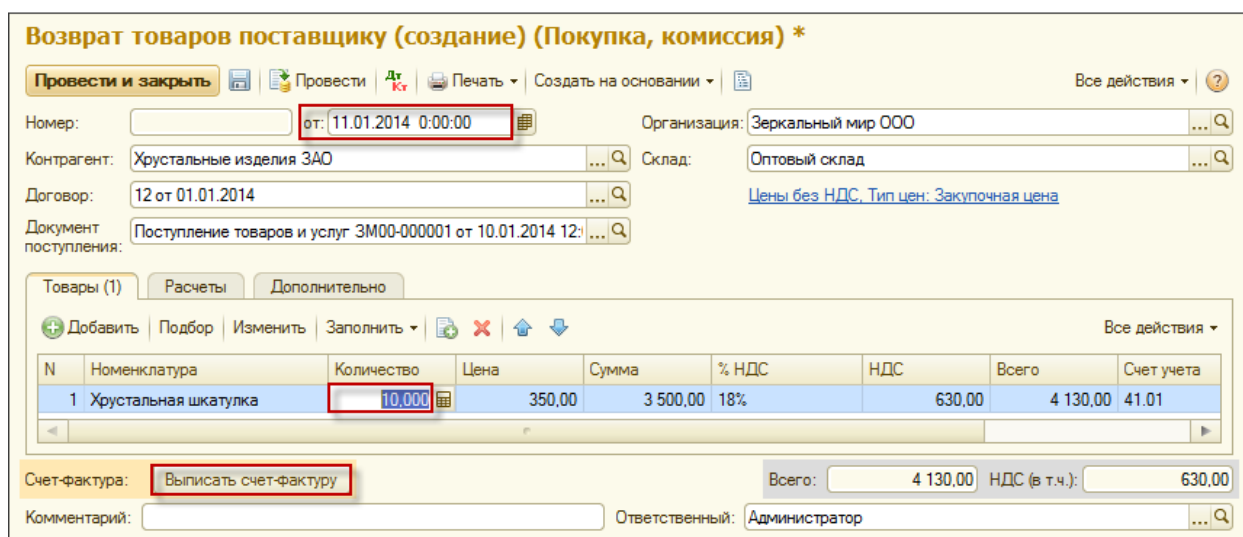 Возврат товаров поставщику (создание) (Покупка, комиссия) *
Провести и закрыть Провести Дт Кт Печать Создать на основании Все действия ?
Номер: от: 11.01.2014 0:00:00 Организация: Зеркальный мир ООО ...
Контрагент: Хрустальные изделия ЗАО ... Склад: Оптовый склад ...
Договор: 12 от 01.01.2014 ... Цены без НДС, Тип цен: Закупочная цена
Документ поступления: Поступление товаров и услуг ЗМ00-000001 от 10.01.2014 ...
Товары (1) Расчеты Дополнительно
Добавить Подбор Изменить Заполнить Все действия
N Номенклатура Количество Цена Сумма % НДС НДС Всего Счет учета
1 Хрустальная шкатулка 10,000 350,00 3 500,00 18% 630,00 4 130,00 41.01
Счет-фактура: Выписать счет-фактуру Всего: 4 130,00 НДС (в т.ч.): 630,00
Комментарий: Ответственный: Администратор ...